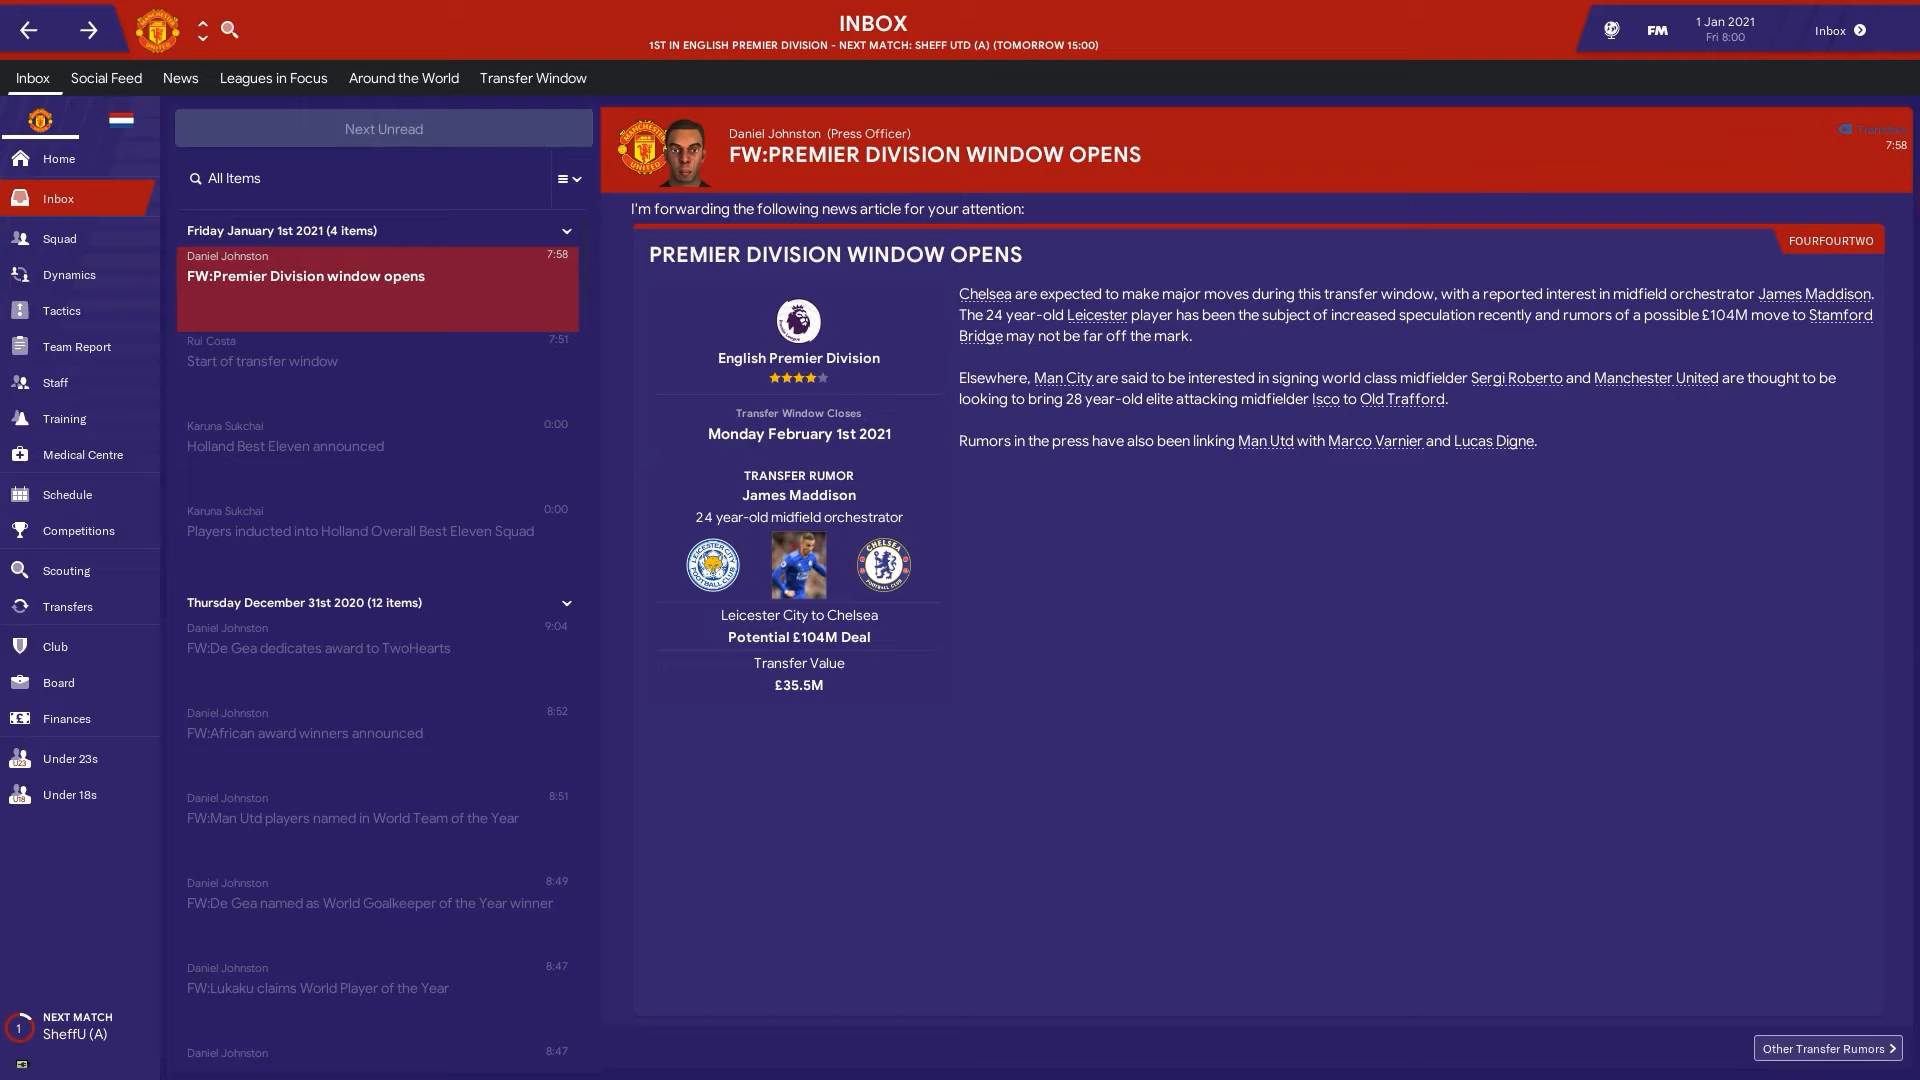 INBOX
1ST IN ENGLISH PREMIER DIVISION - NEXT MATCH: SHEFF UTD (A) (TOMORROW 15:00)
FM
1 Jan 2021
Fri 8:00
Inbox
Inbox
Social Feed
News
Leagues in Focus
Around the World
Transfer Window
Home
Inbox
Squad
Dynamics
Tactics
Team Report
Staff
Training
Medical Centre
Schedule
Competitions
Scouting
Transfers
Club
Board
Finances
U23
Under 23s
U18
Under 18s
1
NEXT MATCH
SheffU (A)
Next Unread
All Items
Friday January 1st 2021 (4 items)
Daniel Johnston 7:58
FW:Premier Division window opens
Rui Costa 7:51
Start of transfer window
Karuna Sukchai 0:00
Holland Best Eleven announced
Karuna Sukchai 0:00
Players inducted into Holland Overall Best Eleven Squad
Thursday December 31st 2020 (12 items)
Daniel Johnston 9:04
FW:De Gea dedicates award to TwoHearts
Daniel Johnston 8:52
FW:African award winners announced
Daniel Johnston 8:51
FW:Man Utd players named in World Team of the Year
Daniel Johnston 8:49
FW:De Gea named as World Goalkeeper of the Year winner
Daniel Johnston 8:47
FW:Lukaku claims World Player of the Year
Daniel Johnston 8:47
MANCHESTER
UNITED
Daniel Johnston (Press Officer)
FW:PREMIER DIVISION WINDOW OPENS
7:58
I'm forwarding the following news article for your attention:
FOURFOURTWO
PREMIER DIVISION WINDOW OPENS
English Premier Division
Transfer Window Closes
Monday February 1st 2021
TRANSFER RUMOR
James Maddison
24 year-old midfield orchestrator
LEICESTER CITY
FOOTBALL CLUB
CHELSEA
FOOTBALL CLUB
Leicester City to Chelsea
Potential £104M Deal
Transfer Value
£35.5M
Chelsea are expected to make major moves during this transfer window, with a reported interest in midfield orchestrator James Maddison.
The 24 year-old Leicester player has been the subject of increased speculation recently and rumors of a possible £104M move to Stamford
Bridge may not be far off the mark.
Elsewhere, Man City are said to be interested in signing world class midfielder Sergi Roberto and Manchester United are thought to be
looking to bring 28 year-old elite attacking midfielder Isco to Old Trafford.
Rumors in the press have also been linking Man Utd with Marco Varnier and Lucas Digne.
Other Transfer Rumors